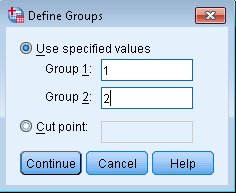 Define Groups
Use specified values
Group 1: 1
Group 2: 2
Cut point:
Continue Cancel Help